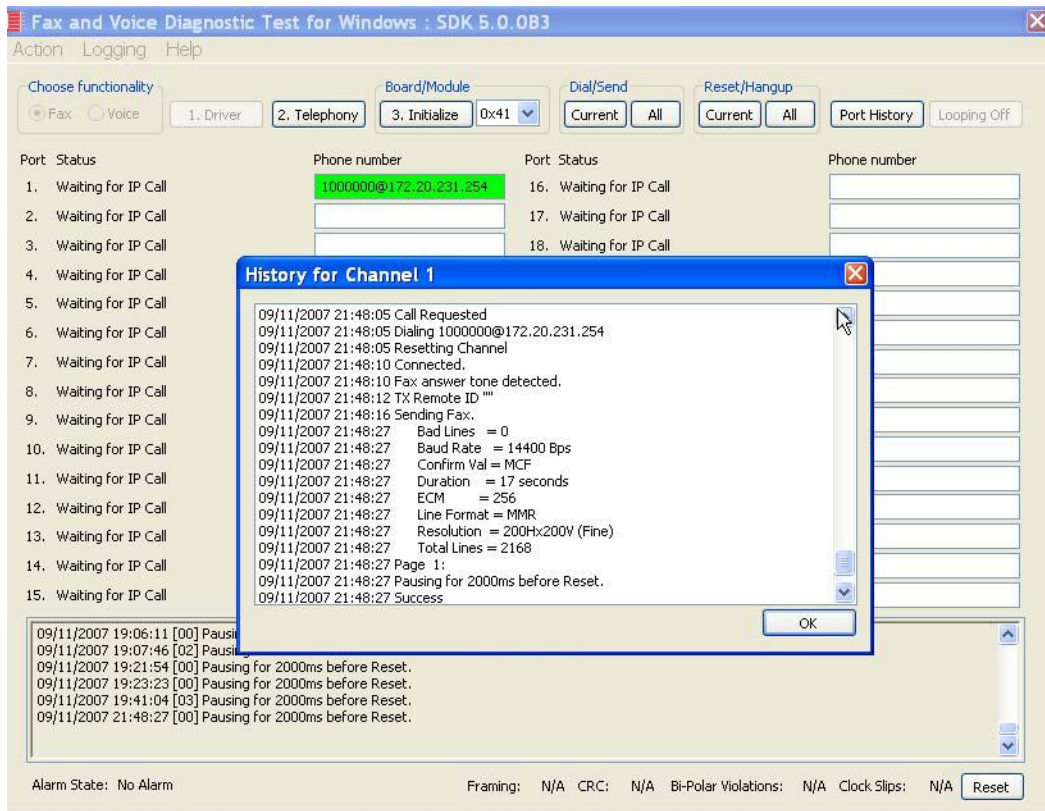 Fax and Voice Diagnostic Test for Windows : SDK 5.0.0B3
Action Logging Help
Choose functionality Board/Module Dial/Send Reset/Hangup
Fax Voice 1. Driver 2. Telephony 3. Initialize 0x41 Current All Current All Port History Looping Off
Port Status Phone number Port Status Phone number
1. Waiting for IP Call 1000000@172.20.231.254 16. Waiting for IP Call
2. Waiting for IP Call 17. Waiting for IP Call
3. Waiting for IP Call 18. Waiting for IP Call
4. Waiting for IP Call
5. Waiting for IP Call
6. Waiting for IP Call
7. Waiting for IP Call
8. Waiting for IP Call
9. Waiting for IP Call
10. Waiting for IP Call
11. Waiting for IP Call
12. Waiting for IP Call
13. Waiting for IP Call
14. Waiting for IP Call
15. Waiting for IP Call
History for Channel 1
09/11/2007 21:48:05 Call Requested
09/11/2007 21:48:05 Dialing 1000000@172.20.231.254
09/11/2007 21:48:05 Resetting Channel
09/11/2007 21:48:10 Connected.
09/11/2007 21:48:10 Fax answer tone detected.
09/11/2007 21:48:12 TX Remote ID ""
09/11/2007 21:48:16 Sending Fax.
09/11/2007 21:48:27 Bad Lines = 0
09/11/2007 21:48:27 Baud Rate = 14400 Bps
09/11/2007 21:48:27 Confirm Val = MCF
09/11/2007 21:48:27 Duration = 17 seconds
09/11/2007 21:48:27 ECM = 256
09/11/2007 21:48:27 Line Format = MMR
09/11/2007 21:48:27 Resolution = 200Hx200V (Fine)
09/11/2007 21:48:27 Total Lines = 2168
09/11/2007 21:48:27 Page 1:
09/11/2007 21:48:27 Pausing for 2000ms before Reset.
09/11/2007 21:48:27 Success
OK
09/11/2007 19:06:11 [00] Pausi
09/11/2007 19:07:46 [02] Pausi
09/11/2007 19:21:54 [00] Pausing for 2000ms before Reset.
09/11/2007 19:23:23 [00] Pausing for 2000ms before Reset.
09/11/2007 19:41:04 [03] Pausing for 2000ms before Reset.
09/11/2007 21:48:27 [00] Pausing for 2000ms before Reset.
Alarm State: No Alarm Framing: N/A CRC: N/A Bi-Polar Violations: N/A Clock Slips: N/A Reset